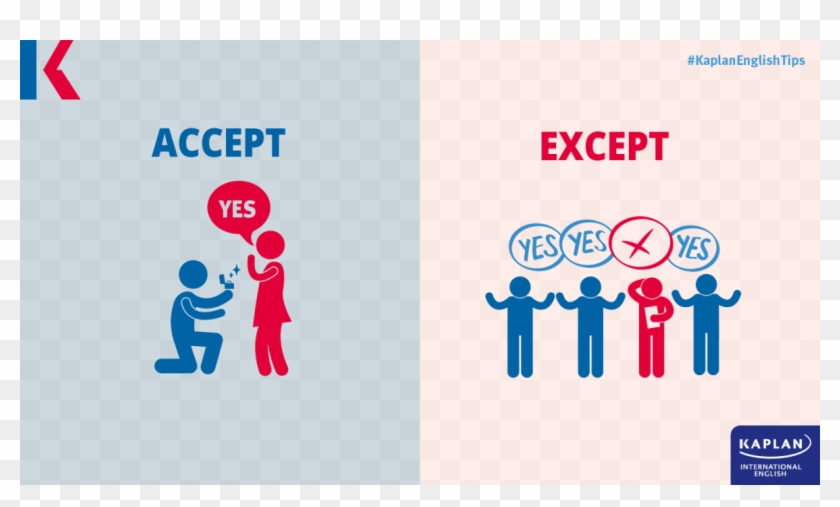 #KaplanEnglishTips
ACCEPT
EXCEPT
YES
YES YES YES
KAPLAN
INTERNATIONAL
ENGLISH